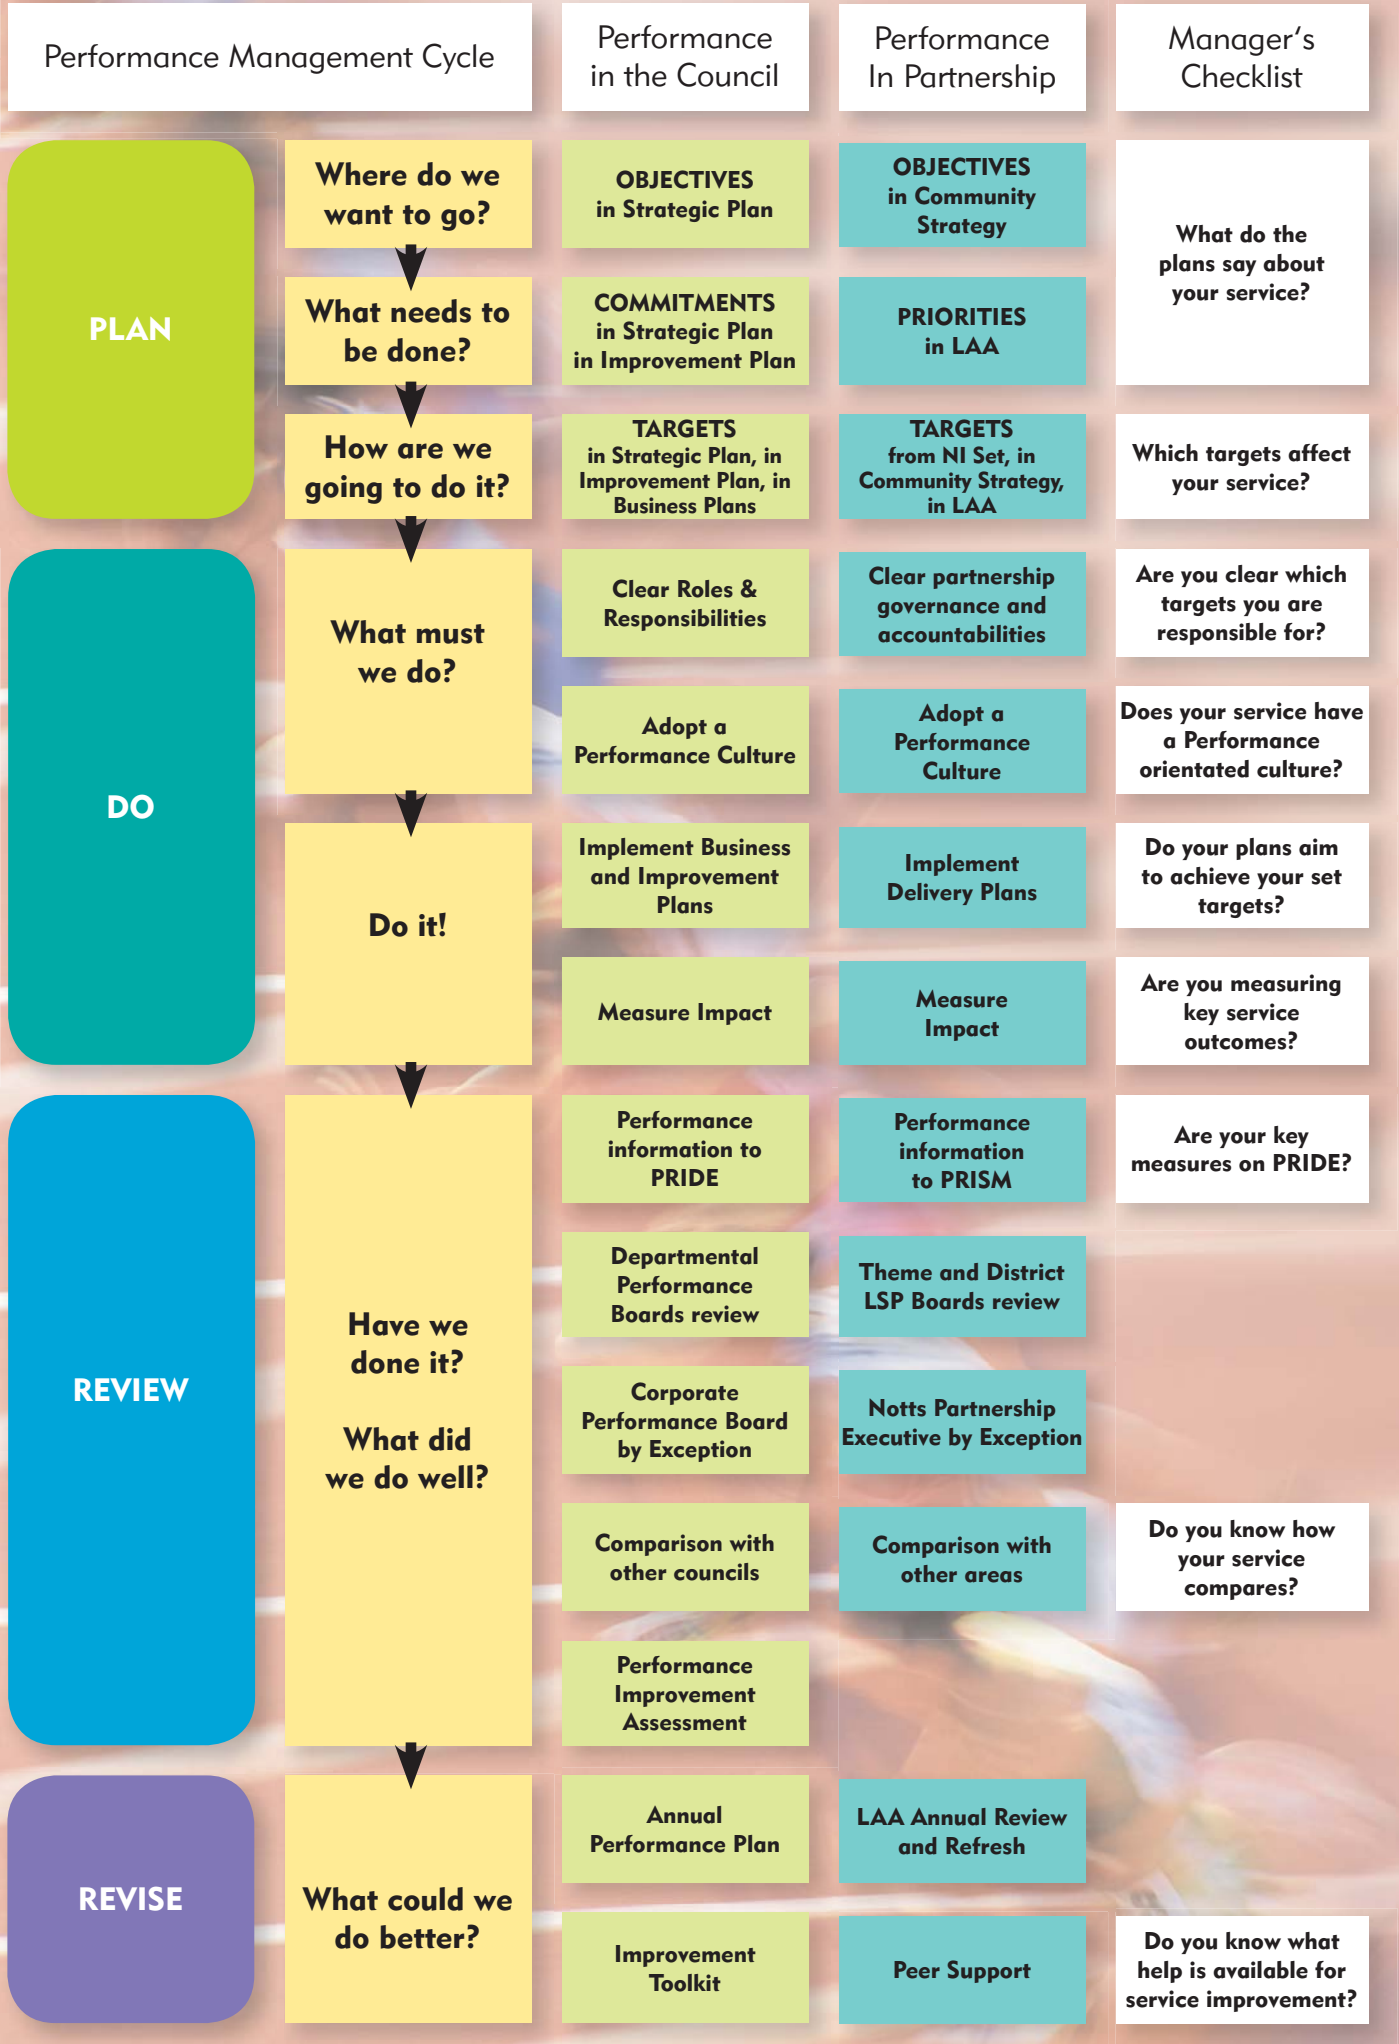 Performance Management Cycle
Performance
in the Council
Performance
In Partnership
Manager's
Checklist
PLAN
Where do we
want to go?
OBJECTIVES
in Strategic Plan
OBJECTIVES
in Community
Strategy
What do the
plans say about
your service?
What needs to
be done?
COMMITMENTS
in Strategic Plan
in Improvement Plan
PRIORITIES
in LAA
How are we
going to do it?
TARGETS
in Strategic Plan, in
Improvement Plan, in
Business Plans
TARGETS
from NI Set, in
Community Strategy,
in LAA
Which targets affect
your service?
DO
What must
we do?
Clear Roles &
Responsibilities
Clear partnership
governance and
accountabilities
Are you clear which
targets you are
responsible for?
Adopt a
Performance Culture
Adopt a
Performance
Culture
Does your service have
a Performance
orientated culture?
Do it!
Implement Business
and Improvement
Plans
Implement
Delivery Plans
Do your plans aim
to achieve your set
targets?
Measure Impact
Measure
Impact
Are you measuring
key service
outcomes?
REVIEW
Have we
done it?
What did
we do well?
Performance
information to
PRIDE
Performance
information
to PRISM
Are your key
measures on PRIDE?
Departmental
Performance
Boards review
Theme and District
LSP Boards review
Corporate
Performance Board
by Exception
Notts Partnership
Executive by Exception
Comparison with
other councils
Comparison with
other areas
Do you know how
your service
compares?
Performance
Improvement
Assessment
REVISE
What could we
do better?
Annual
Performance Plan
LAA Annual Review
and Refresh
Improvement
Toolkit
Peer Support
Do you know what
help is available for
service improvement?